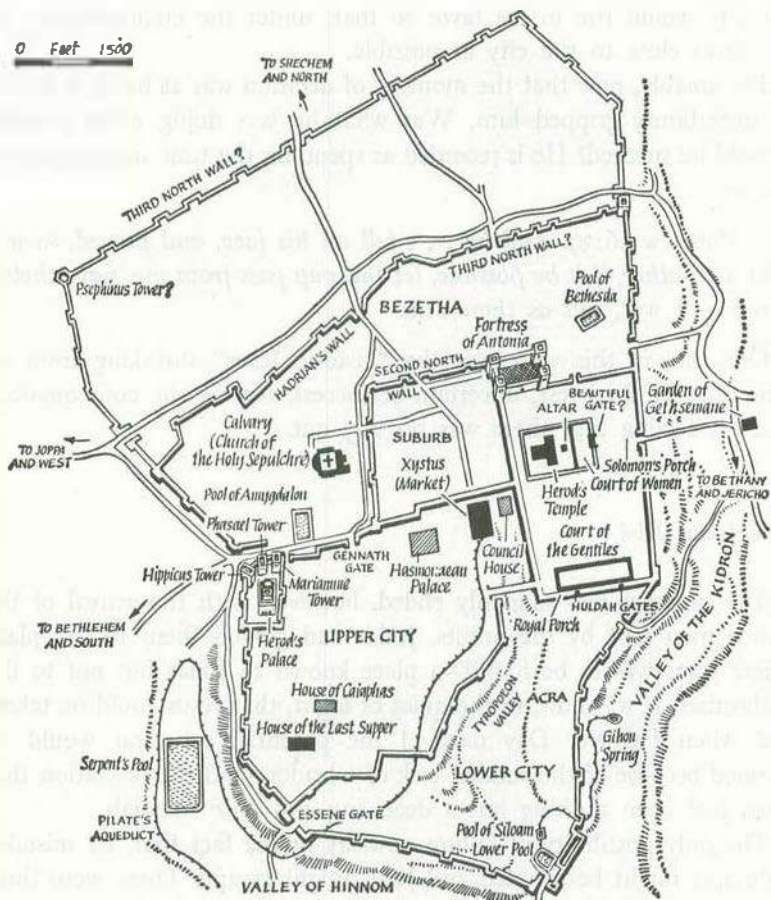 0 Feet 1500
TO SHECHEM
AND NORTH
THIRD NORTH WALL?
THIRD NORTH WALL?
Psephinus Tower?
BEZETHA
Pool of
Bethesda
Fortress
of Antonia
HADRIANIC WALL
SECOND NORTH
WALL
BEAUTIFUL
GATE?
ALTAR
Garden of
Gethsemane
Calvary
(Church of
the Holy Sepulchre)
SUBURB
TO JOPPA
AND WEST
Xystus
(Market)
Solomon's Porch
Court of Women
TO BETHANY
AND JERICHO
Herod's
Temple
Pool of Amygdalon
Phasael Tower
Court of
the Gentiles
GENNATH
GATE
Hasmonaean
Palace
Council
House
Hippicus Tower
Mariamne
Tower
HULDAH GATES
VALLEY OF THE KIDRON
TO BETHLEHEM
AND SOUTH
Royal Porch
Herod's
Palace
UPPER CITY
House of Caiaphas
TYROPOEON
VALLEY
ACRA
House of the Last Supper
Gihon
Spring
Serpent's Pool
LOWER CITY
ESSENE GATE
PILATE'S
AQUEDUCT
Pool of Siloam
Lower Pool
VALLEY OF HINNOM